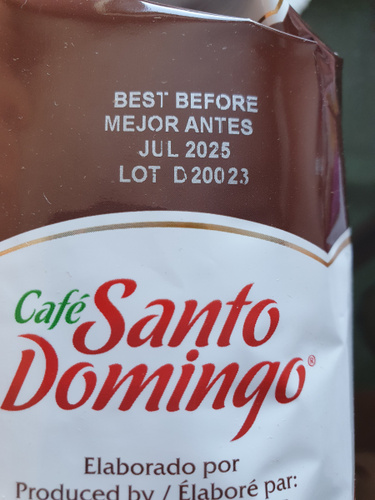 BEST BEFORE
MEJOR ANTES
JUL 2025
LOT D20023
Café Santo
Domingo®
Elaborado por
Produced by / Élaboré par: